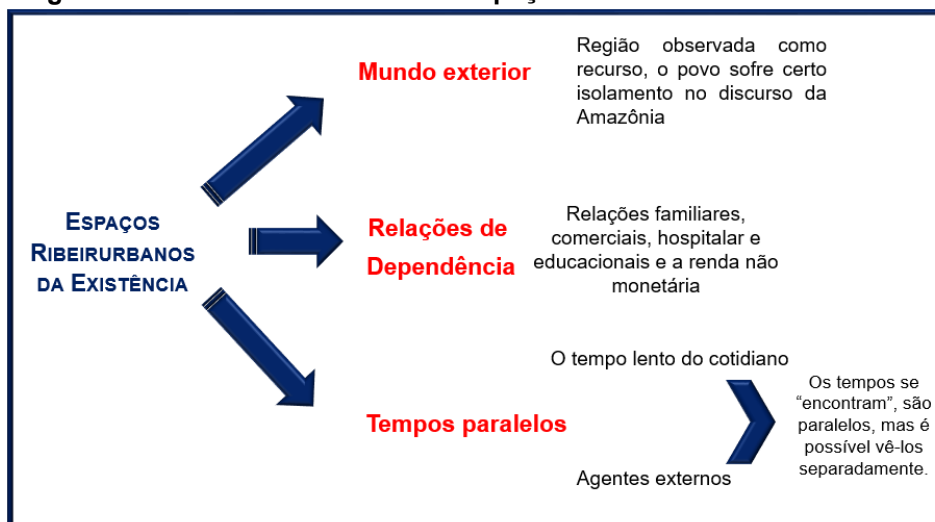 Mundo exterior
Região observada como
recurso, o povo sofre certo
isolamento no discurso da
Amazônia
ESPAÇOS
RIBEIRURBANOS
DA EXISTÊNCIA
Relações de
Dependência
Relações familiares,
comerciais, hospitalar e
educacionais e a renda não
monetária
Tempos paralelos
O tempo lento do cotidiano
Agentes externos
Os tempos se
“encontram”, são
paralelos, mas é
possível vê-los
separadamente.